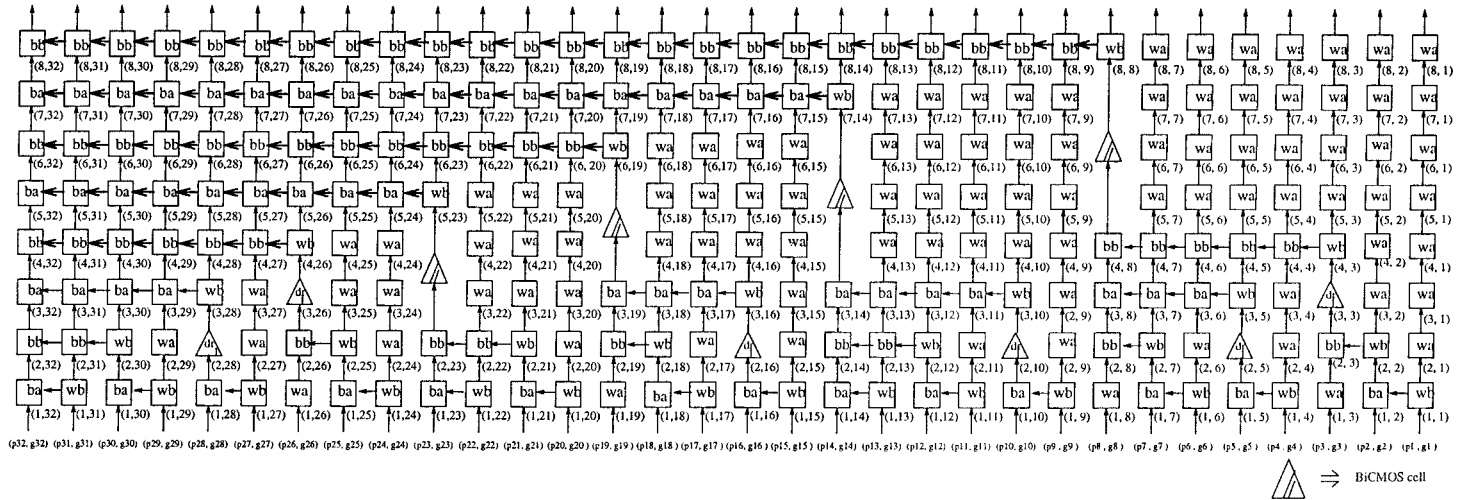 bb bb bb bb bb bb bb bb bb bb bb bb bb bb bb bb bb bb bb bb bb bb bb bb wb wa wa wa wa wa wa wa
(8,32) (8,31) (8,30) (8,29) (8,28) (8,27) (8,26) (8,25) (8,24) (8,23) (8,22) (8,21) (8,20) (8,19) (8,18) (8,17) (8,16) (8,15) (8,14) (8,13) (8,12) (8,11) (8,10) (8, 9) (8, 8) (8, 7) (8, 6) (8, 5) (8, 4) (8, 3) (8, 2) (8, 1)
ba ba ba ba ba ba ba ba ba ba ba ba ba ba ba ba ba ba wb wa wa wa wa wa wa wa wa wa wa wa wa
(7,32) (7,31) (7,30) (7,29) (7,28) (7,27) (7,26) (7,25) (7,24) (7,23) (7,22) (7,21) (7,20) (7,19) (7,18) (7,17) (7,16) (7,15) (7,14) (7,13) (7,12) (7,11) (7,10) (7, 9) (7, 7) (7, 6) (7, 5) (7, 4) (7, 3) (7, 2) (7, 1)
bb bb bb bb bb bb bb bb bb bb bb bb bb wb wa wa wa wa wa wa wa wa wa wa wa wa wa wa wa wa
(6,32) (6,31) (6,30) (6,29) (6,28) (6,27) (6,26) (6,25) (6,24) (6,23) (6,22) (6,21) (6, 20) (6,19) (6,18) (6,17) (6,16) (6,15) (6,13) (6,12) (6,11) (6,10) (6, 9) (6, 7) (6, 6) (6, 5) (6, 4) (6, 3) (6, 2) (6, 1)
ba ba ba ba ba ba ba ba ba wb wa wa wa wa wa wa wa wa wa wa wa wa wa wa wa wa wa wa wa
(5,32) (5,31) (5,30) (5,29) (5,28) (5,27) (5,26) (5,25) (5,24) (5,23) (5,22) (5,21) (5,20) (5,18) (5,17) (5,16) (5,15) (5,13) (5,12) (5,11) (5,10) (5, 9) (5, 7) (5, 6) (5, 5) (5, 4) (5, 3) (5, 2) (5, 1)
bb bb bb bb bb bb wb wa wa wa wa wa wa wa wa wa wa wa wa wa wa bb bb bb bb bb wb wa wa
(4,32) (4,31) (4,30) (4,29) (4,28) (4,27) (4,26) (4,25) (4,24) (4,22) (4,21) (4,20) (4,18) (4,17) (4,16) (4,15) (4,13) (4,12) (4,11) (4,10) (4, 9) (4, 8) (4, 7) (4, 6) (4, 5) (4, 4) (4, 3) (4, 2) (4, 1)
ba ba ba ba wb wa dr wa wa wa wa wa ba ba ba wb wa ba ba ba ba wb wa ba ba ba wb wa dr wa wa
(3,32) (3,31) (3,30) (3,29) (3,28) (3,27) (3,26) (3,25) (3,24) (3,22) (3,21) (3,20) (3,19) (3,18) (3,17) (3,16) (3,15) (3,14) (3,13) (3,12) (3,11) (3,10) (2, 9) (3, 8) (3, 7) (3, 6) (3, 5) (3, 4) (3, 3) (3, 2) (3, 1)
bb bb wb wa dr wa bb wb wa bb bb wb wa bb wb wa dr wa bb bb wb wa dr wa bb bb wb dr wa bb wb wa
(2,32) (2,31) (2,30) (2,29) (2,28) (2,27) (2,26) (2,25) (2,24) (2,23) (2,22) (2,21) (2,20) (2,19) (2,18) (2,17) (2,16) (2,15) (2,14) (2,13) (2,12) (2,11) (2,10) (2, 9) (2, 8) (2, 7) (2, 6) (2, 5) (2, 4) (2, 3) (2, 2) (2, 1)
ba wb ba wb ba wb wa ba wb ba wb ba wb wa ba wb ba wb ba wb ba wb ba wb wa ba wb ba wb wa ba wb
(1,32) (1,31) (1,30) (1,29) (1,28) (1,27) (1,26) (1,25) (1,24) (1,23) (1,22) (1,21) (1,20) (1,19) (1,18) (1,17) (1,16) (1,15) (1,14) (1,13) (1,12) (1,11) (1,10) (1, 9) (1, 8) (1, 7) (1, 6) (1, 5) (1, 4) (1, 3) (1, 2) (1, 1)
(p32, g32) (p31, g31) (p30, g30) (p29, g29) (p28, g28) (p27, g27) (p26, g26) (p25, g25) (p24, g24) (p23, g23) (p22, g22) (p21, g21) (p20, g20) (p19, g19) (p18, g18) (p17, g17) (p16, g16) (p15, g15) (p14, g14) (p13, g13) (p12, g12) (p11, g11) (p10, g10) (p9, g9) (p8, g8) (p7, g7) (p6, g6) (p5, g5) (p4, g4) (p3, g3) (p2, g2) (p1, g1)
⇒ BiCMOS cell